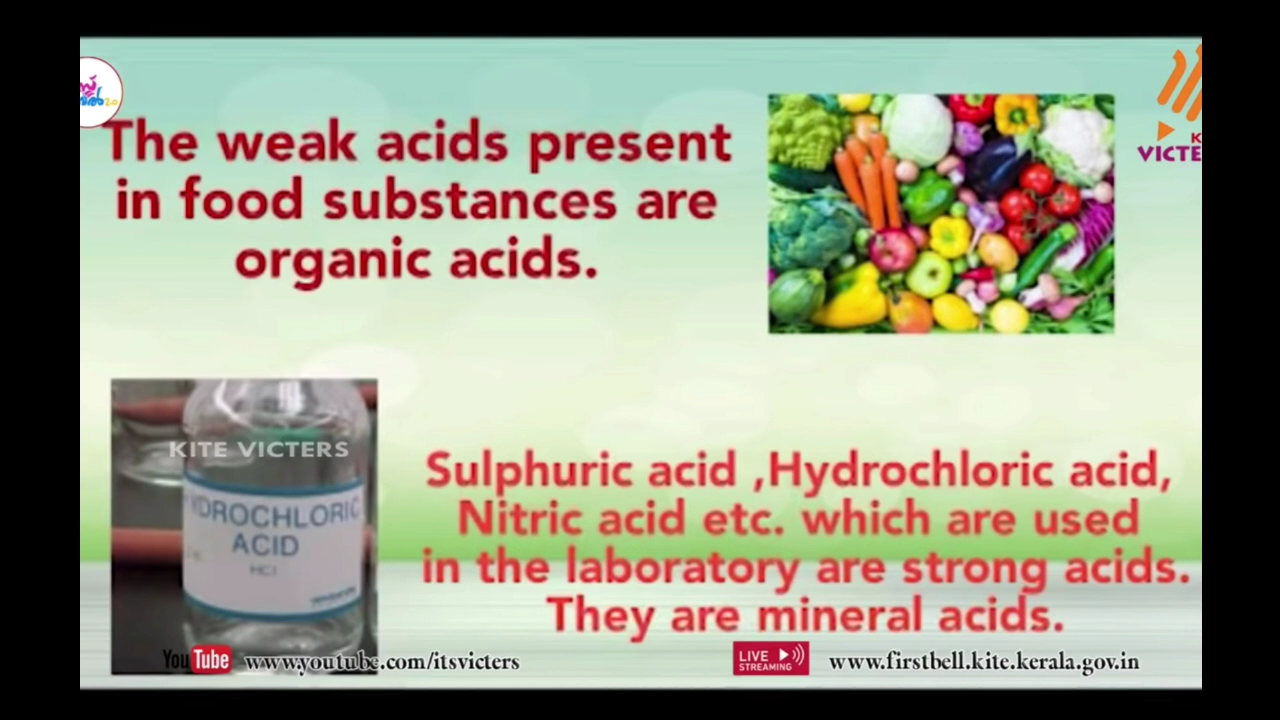 The weak acids present
in food substances are
organic acids.
VICTE
KITE VICTERS
YDROCHLORIC
ACID
HCl
Sulphuric acid ,Hydrochloric acid,
Nitric acid etc. which are used
in the laboratory are strong acids.
They are mineral acids.
YouTube www.youtube.com/itsvicters
LIVE
STREAMING
www.firstbell.kite.kerala.gov.in